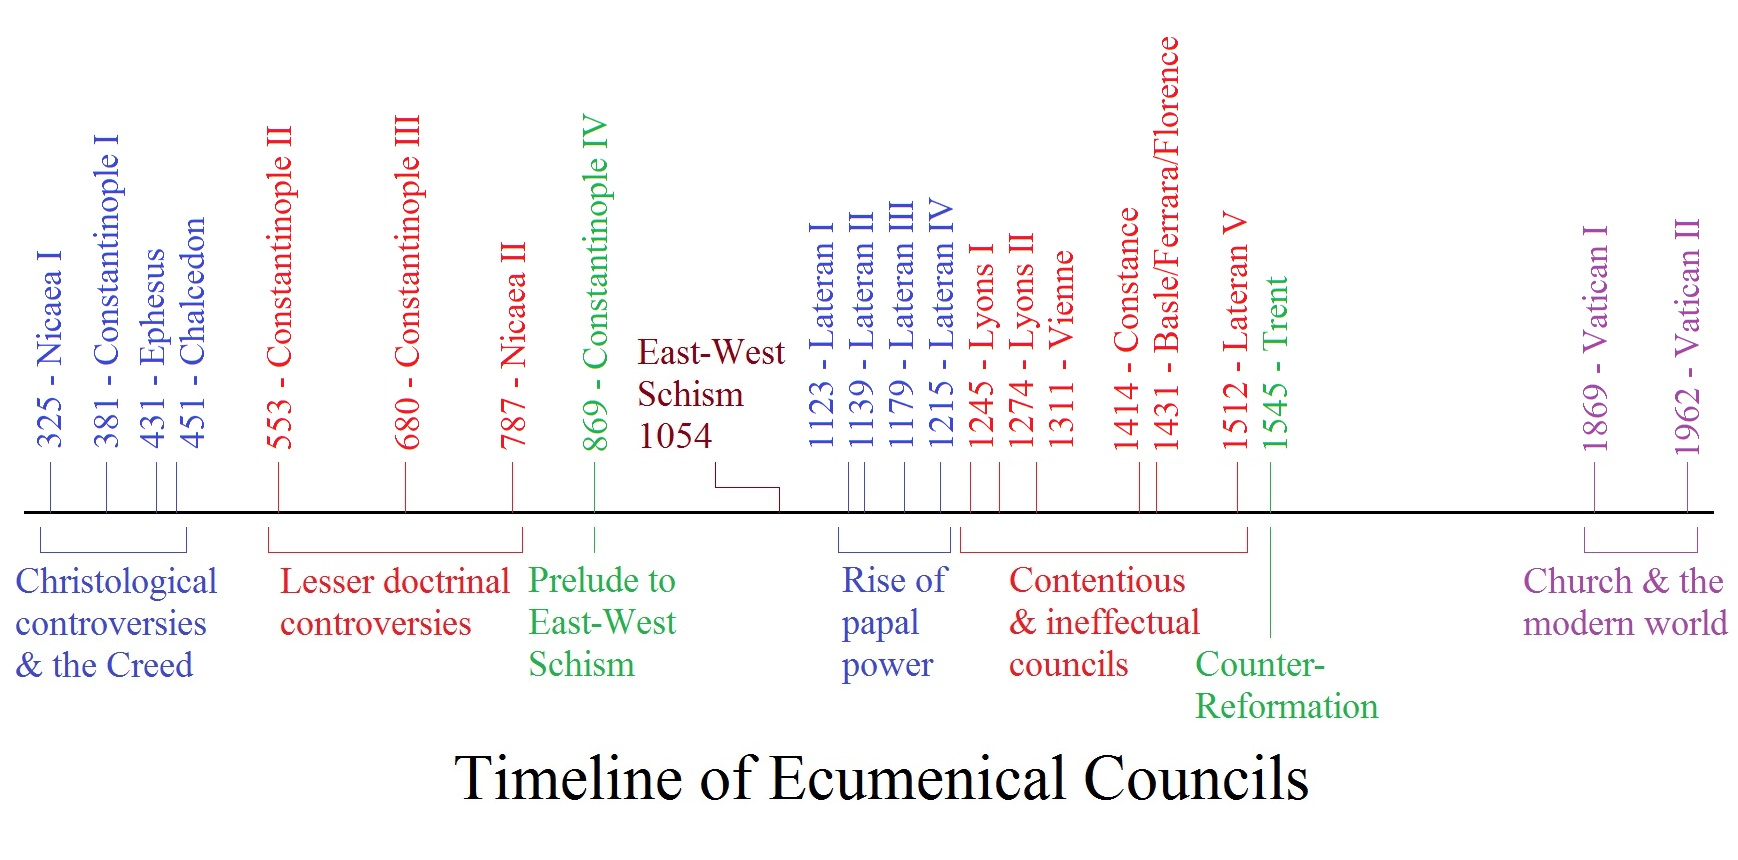 325 - Nicaea I
381 - Constantinople I
431 - Ephesus
451 - Chalcedon
553 - Constantinople II
680 - Constantinople III
787 - Nicaea II
869 - Constantinople IV
East-West
Schism
1054
1123 - Lateran I
1139 - Lateran II
1179 - Lateran III
1215 - Lateran IV
1245 - Lyons I
1274 - Lyons II
1311 - Vienne
1414 - Constance
1431 - Basle/Ferrara/Florence
1512 - Lateran V
1545 - Trent
1869 - Vatican I
1962 - Vatican II
Christological
controversies
& the Creed
Lesser doctrinal
controversies
Prelude to
East-West
Schism
Rise of
papal
power
Contentious
& ineffectual
councils
Counter-
Reformation
Church & the
modern world
Timeline of Ecumenical Councils